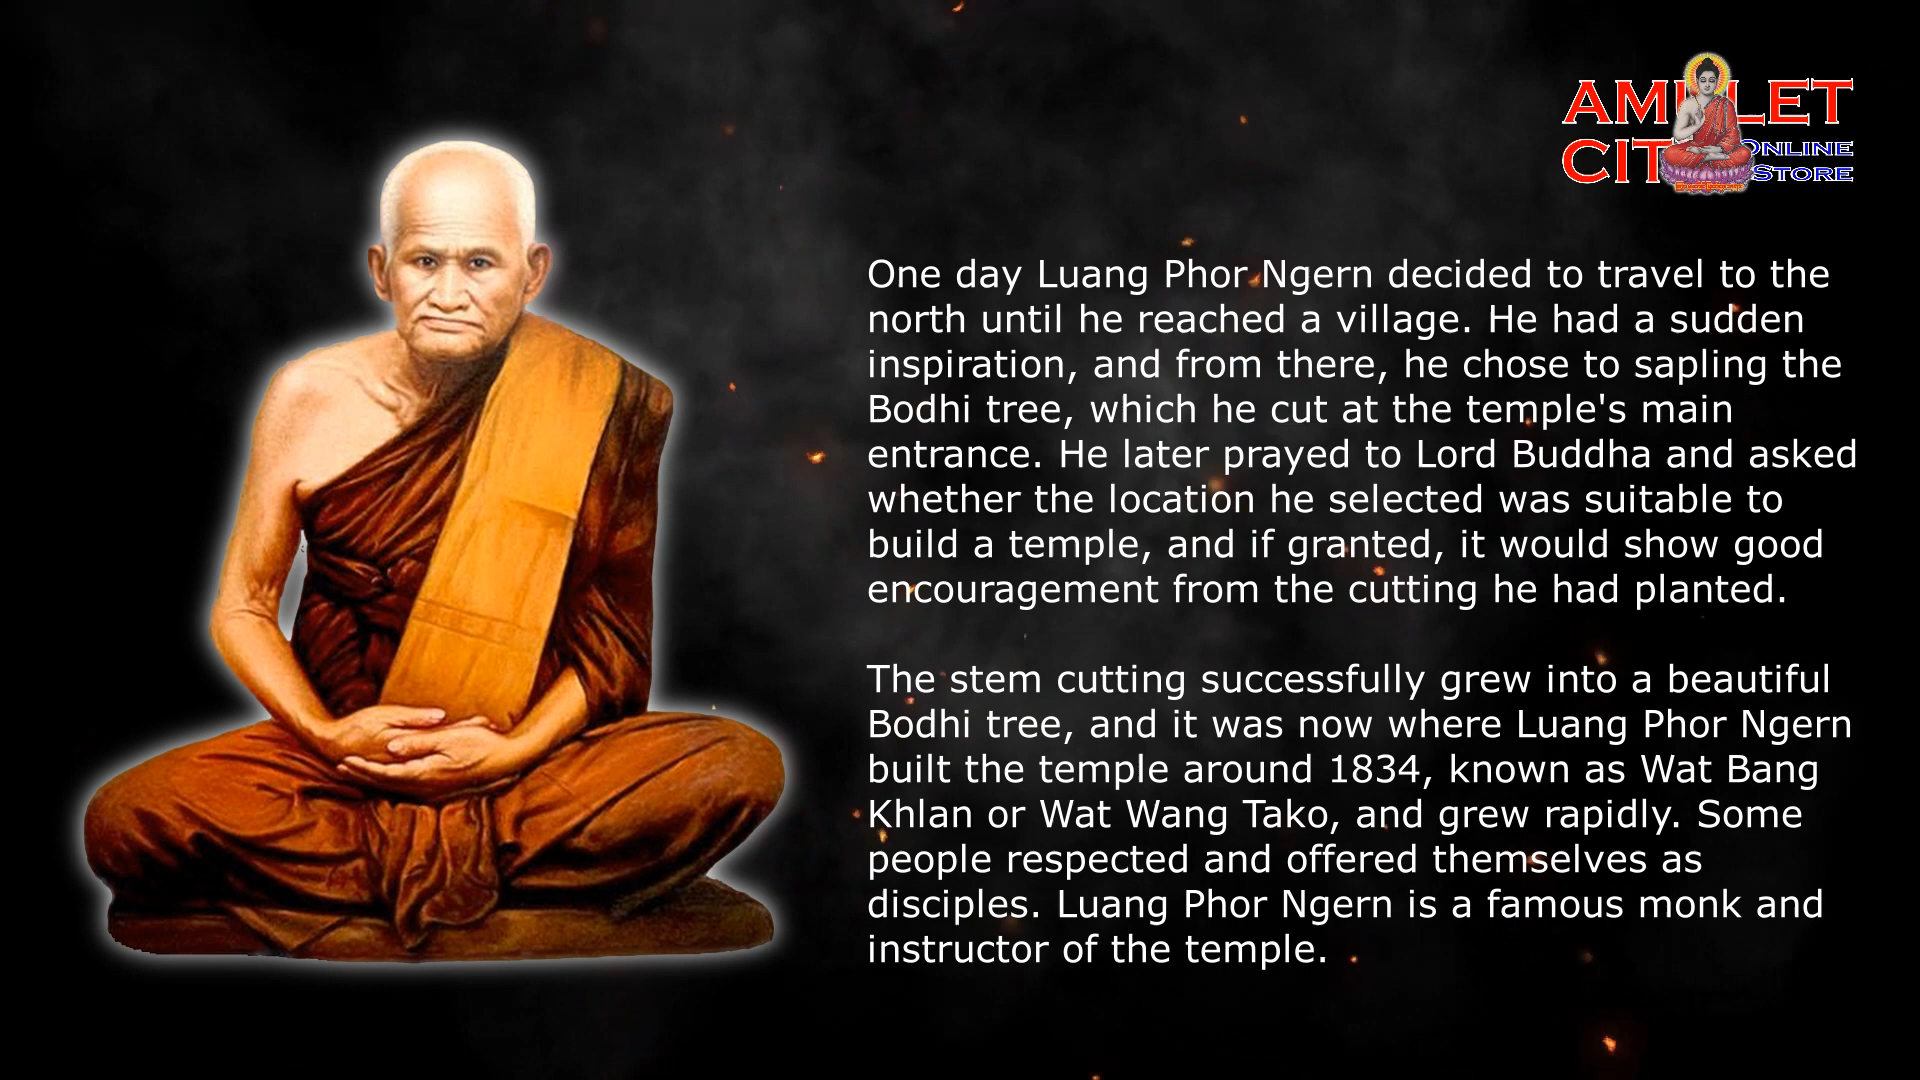 AMULET
CITY ONLINE
STORE
One day Luang Phor Ngern decided to travel to the
north until he reached a village. He had a sudden
inspiration, and from there, he chose to sapling the
Bodhi tree, which he cut at the temple's main
entrance. He later prayed to Lord Buddha and asked
whether the location he selected was suitable to
build a temple, and if granted, it would show good
encouragement from the cutting he had planted.
The stem cutting successfully grew into a beautiful
Bodhi tree, and it was now where Luang Phor Ngern
built the temple around 1834, known as Wat Bang
Khlan or Wat Wang Tako, and grew rapidly. Some
people respected and offered themselves as
disciples. Luang Phor Ngern is a famous monk and
instructor of the temple.